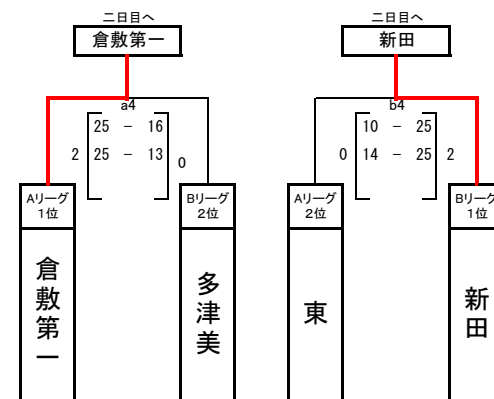 二日目へ 二日目へ
倉敷第一 新田
a4 b4
25 － 16 10 － 25
2 25 － 13 0 0 14 － 25 2
Aリーグ Bリーグ Aリーグ Bリーグ
1位 2位 2位 1位
倉敷第一 多津美 東 新田